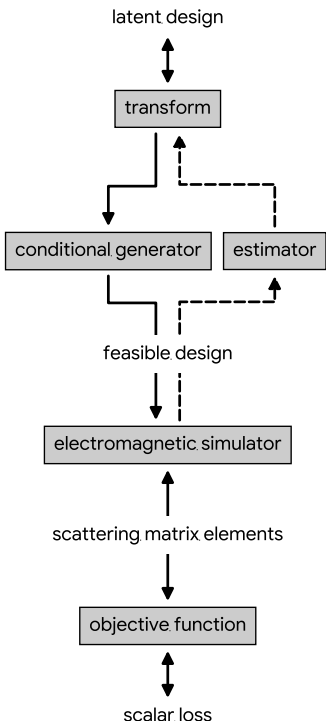 latent design
transform
conditional generator
estimator
feasible design
electromagnetic simulator
scattering matrix elements
objective function
scalar loss